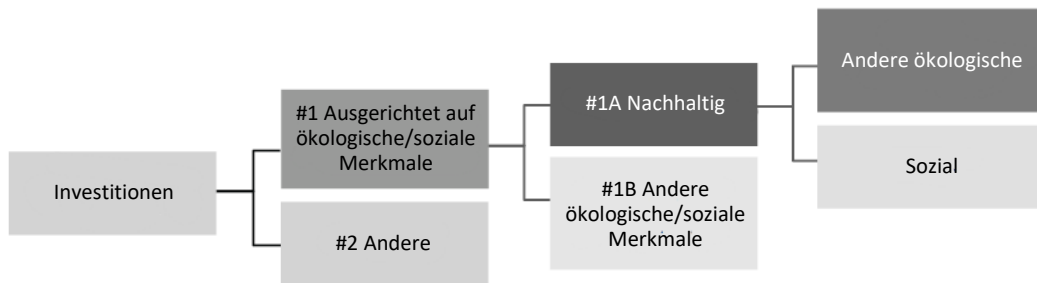 Investitionen
#1 Ausgerichtet auf
ökologische/soziale
Merkmale
#2 Andere
#1A Nachhaltig
#1B Andere
ökologische/soziale
Merkmale
Andere ökologische
Sozial